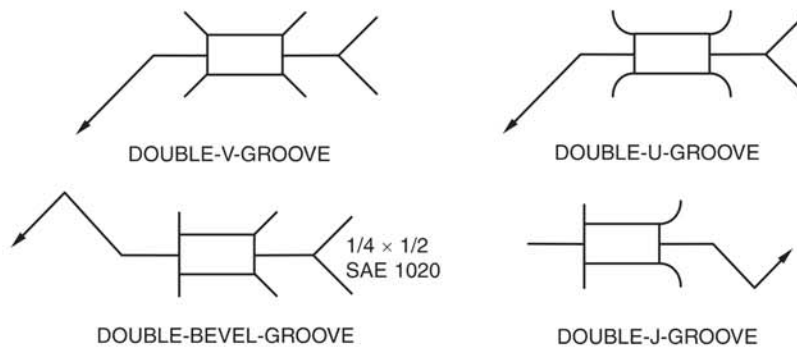 DOUBLE-V-GROOVE
DOUBLE-U-GROOVE
1/4 × 1/2
SAE 1020
DOUBLE-BEVEL-GROOVE
DOUBLE-J-GROOVE